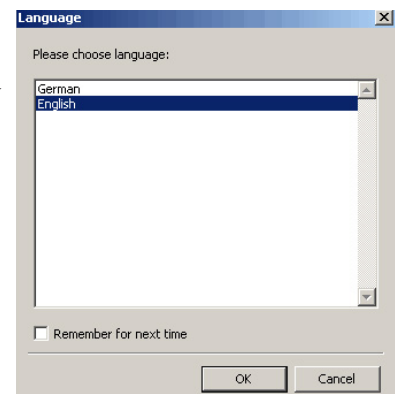 Language
Please choose language:
German
English
Remember for next time
OK Cancel